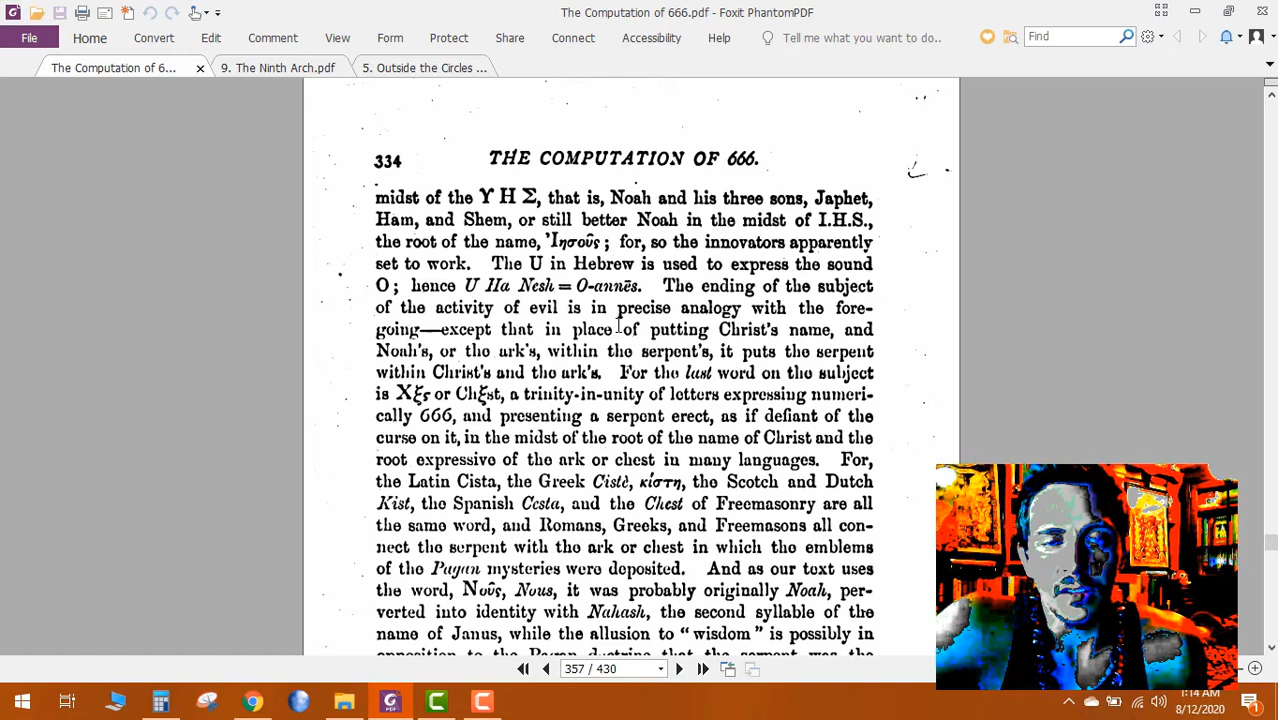 The Computation of 666.pdf - Foxit PhantomPDF
File Home Convert Edit Comment View Form Protect Share Connect Accessibility Help Tell me what you want to do.. Find
The Computation of 6... 9. The Ninth Arch.pdf 5. Outside the Circles ...
334 THE COMPUTATION OF 666.
midst of the Υ Η Σ, that is, Noah and his three sons, Japhet,
Ham, and Shem, or still better Noah in the midst of I.H.S.,
the root of the name, Ἰησοῦς; for, so the innovators apparently
set to work. The U in Hebrew is used to express the sound
O; hence U Ha Nesh = O-annēs. The ending of the subject
of the activity of evil is in precise analogy with the fore-
going—except that in place of putting Christ's name, and
Noah's, or the ark's, within the serpent's, it puts the serpent
within Christ's and the ark's. For the last word on the subject
is Χξς or Chξst, a trinity-in-unity of letters expressing numeri-
cally 666, and presenting a serpent erect, as if defiant of the
curse on it, in the midst of the root of the name of Christ and the
root expressive of the ark or chest in many languages. For,
the Latin Cista, the Greek Cistè, κίστη, the Scotch and Dutch
Kist, the Spanish Cesta, and the Chest of Freemasonry are all
the same word, and Romans, Greeks, and Freemasons all con-
nect the serpent with the ark or chest in which the emblems
of the Pagan mysteries were deposited. And as our text uses
the word, Νοῦς, Nous, it was probably originally Noah, per-
verted into identity with Nahash, the second syllable of the
name of Janus, while the allusion to "wisdom" is possibly in
opposition to the Pagan doctrine that the serpent was the
357 / 430
1:14 AM
8/12/2020